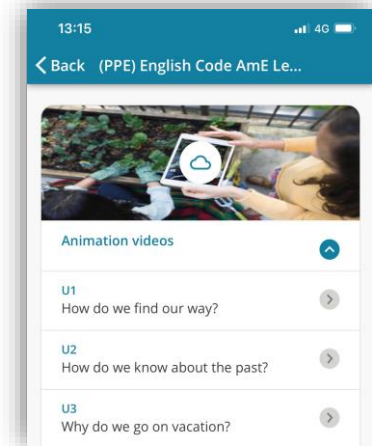 13:15 4G
Back (PPE) English Code AmE Le...
Animation videos
U1
How do we find our way?
U2
How do we know about the past?
U3
Why do we go on vacation?